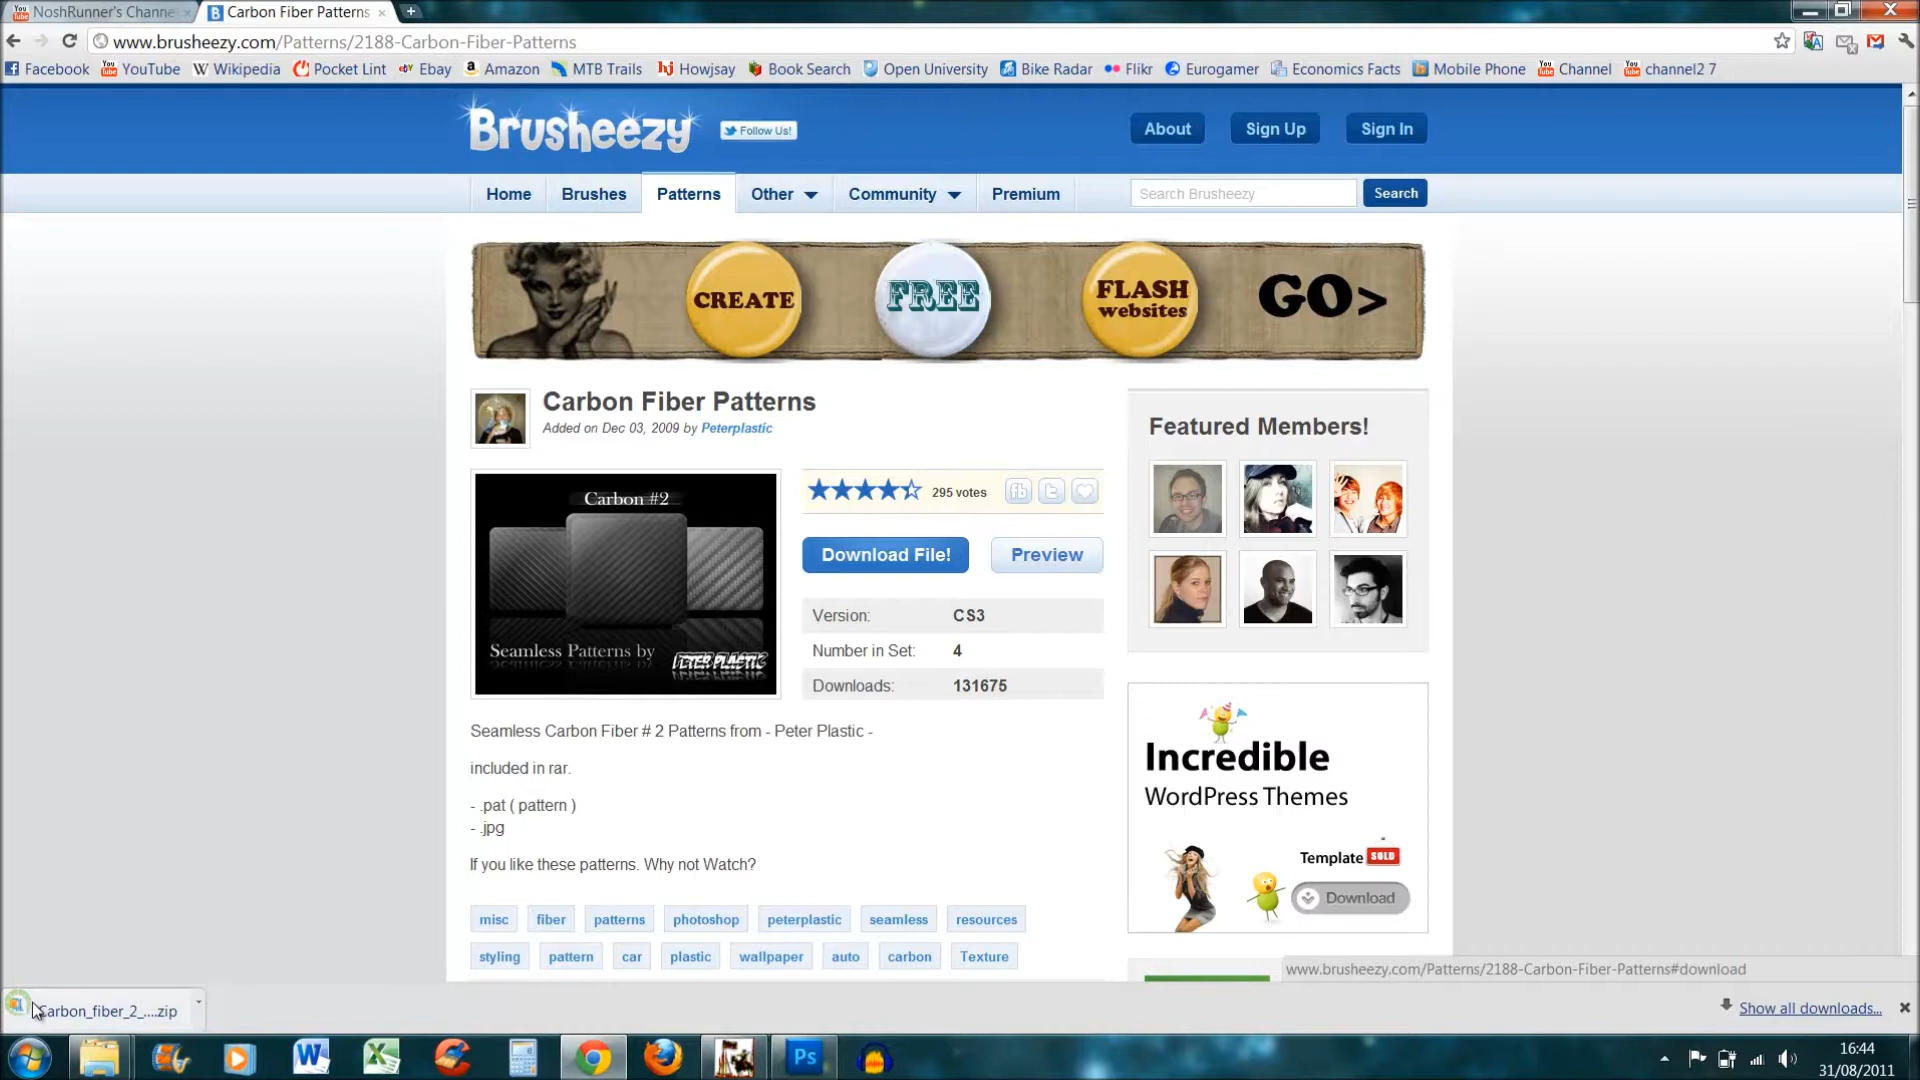 NoshRunner's Channe
Carbon Fiber Patterns
www.brusheezy.com/Patterns/2188-Carbon-Fiber-Patterns
Facebook YouTube Wikipedia Pocket Lint Ebay Amazon MTB Trails Howjsay Book Search Open University Bike Radar Flikr Eurogamer Economics Facts Mobile Phone Channel channel2 7
Brusheezy
Follow Us!
About Sign Up Sign In
Home Brushes Patterns Other Community Premium
Search Brusheezy Search
CREATE FREE FLASH websites GO>
Carbon Fiber Patterns
Added on Dec 03, 2009 by Peterplastic
Carbon #2
Seamless Patterns by PETER PLASTIC
295 votes
Download File! Preview
Version: CS3
Number in Set: 4
Downloads: 131675
Seamless Carbon Fiber # 2 Patterns from - Peter Plastic -
included in rar.
- .pat ( pattern )
- .jpg
If you like these patterns. Why not Watch?
misc fiber patterns photoshop peterplastic seamless resources
styling pattern car plastic wallpaper auto carbon Texture
Featured Members!
Incredible
WordPress Themes
Template SOLD
Download
www.brusheezy.com/Patterns/2188-Carbon-Fiber-Patterns#download
Carbon_fiber_2_....zip
Show all downloads...
16:44
31/08/2011